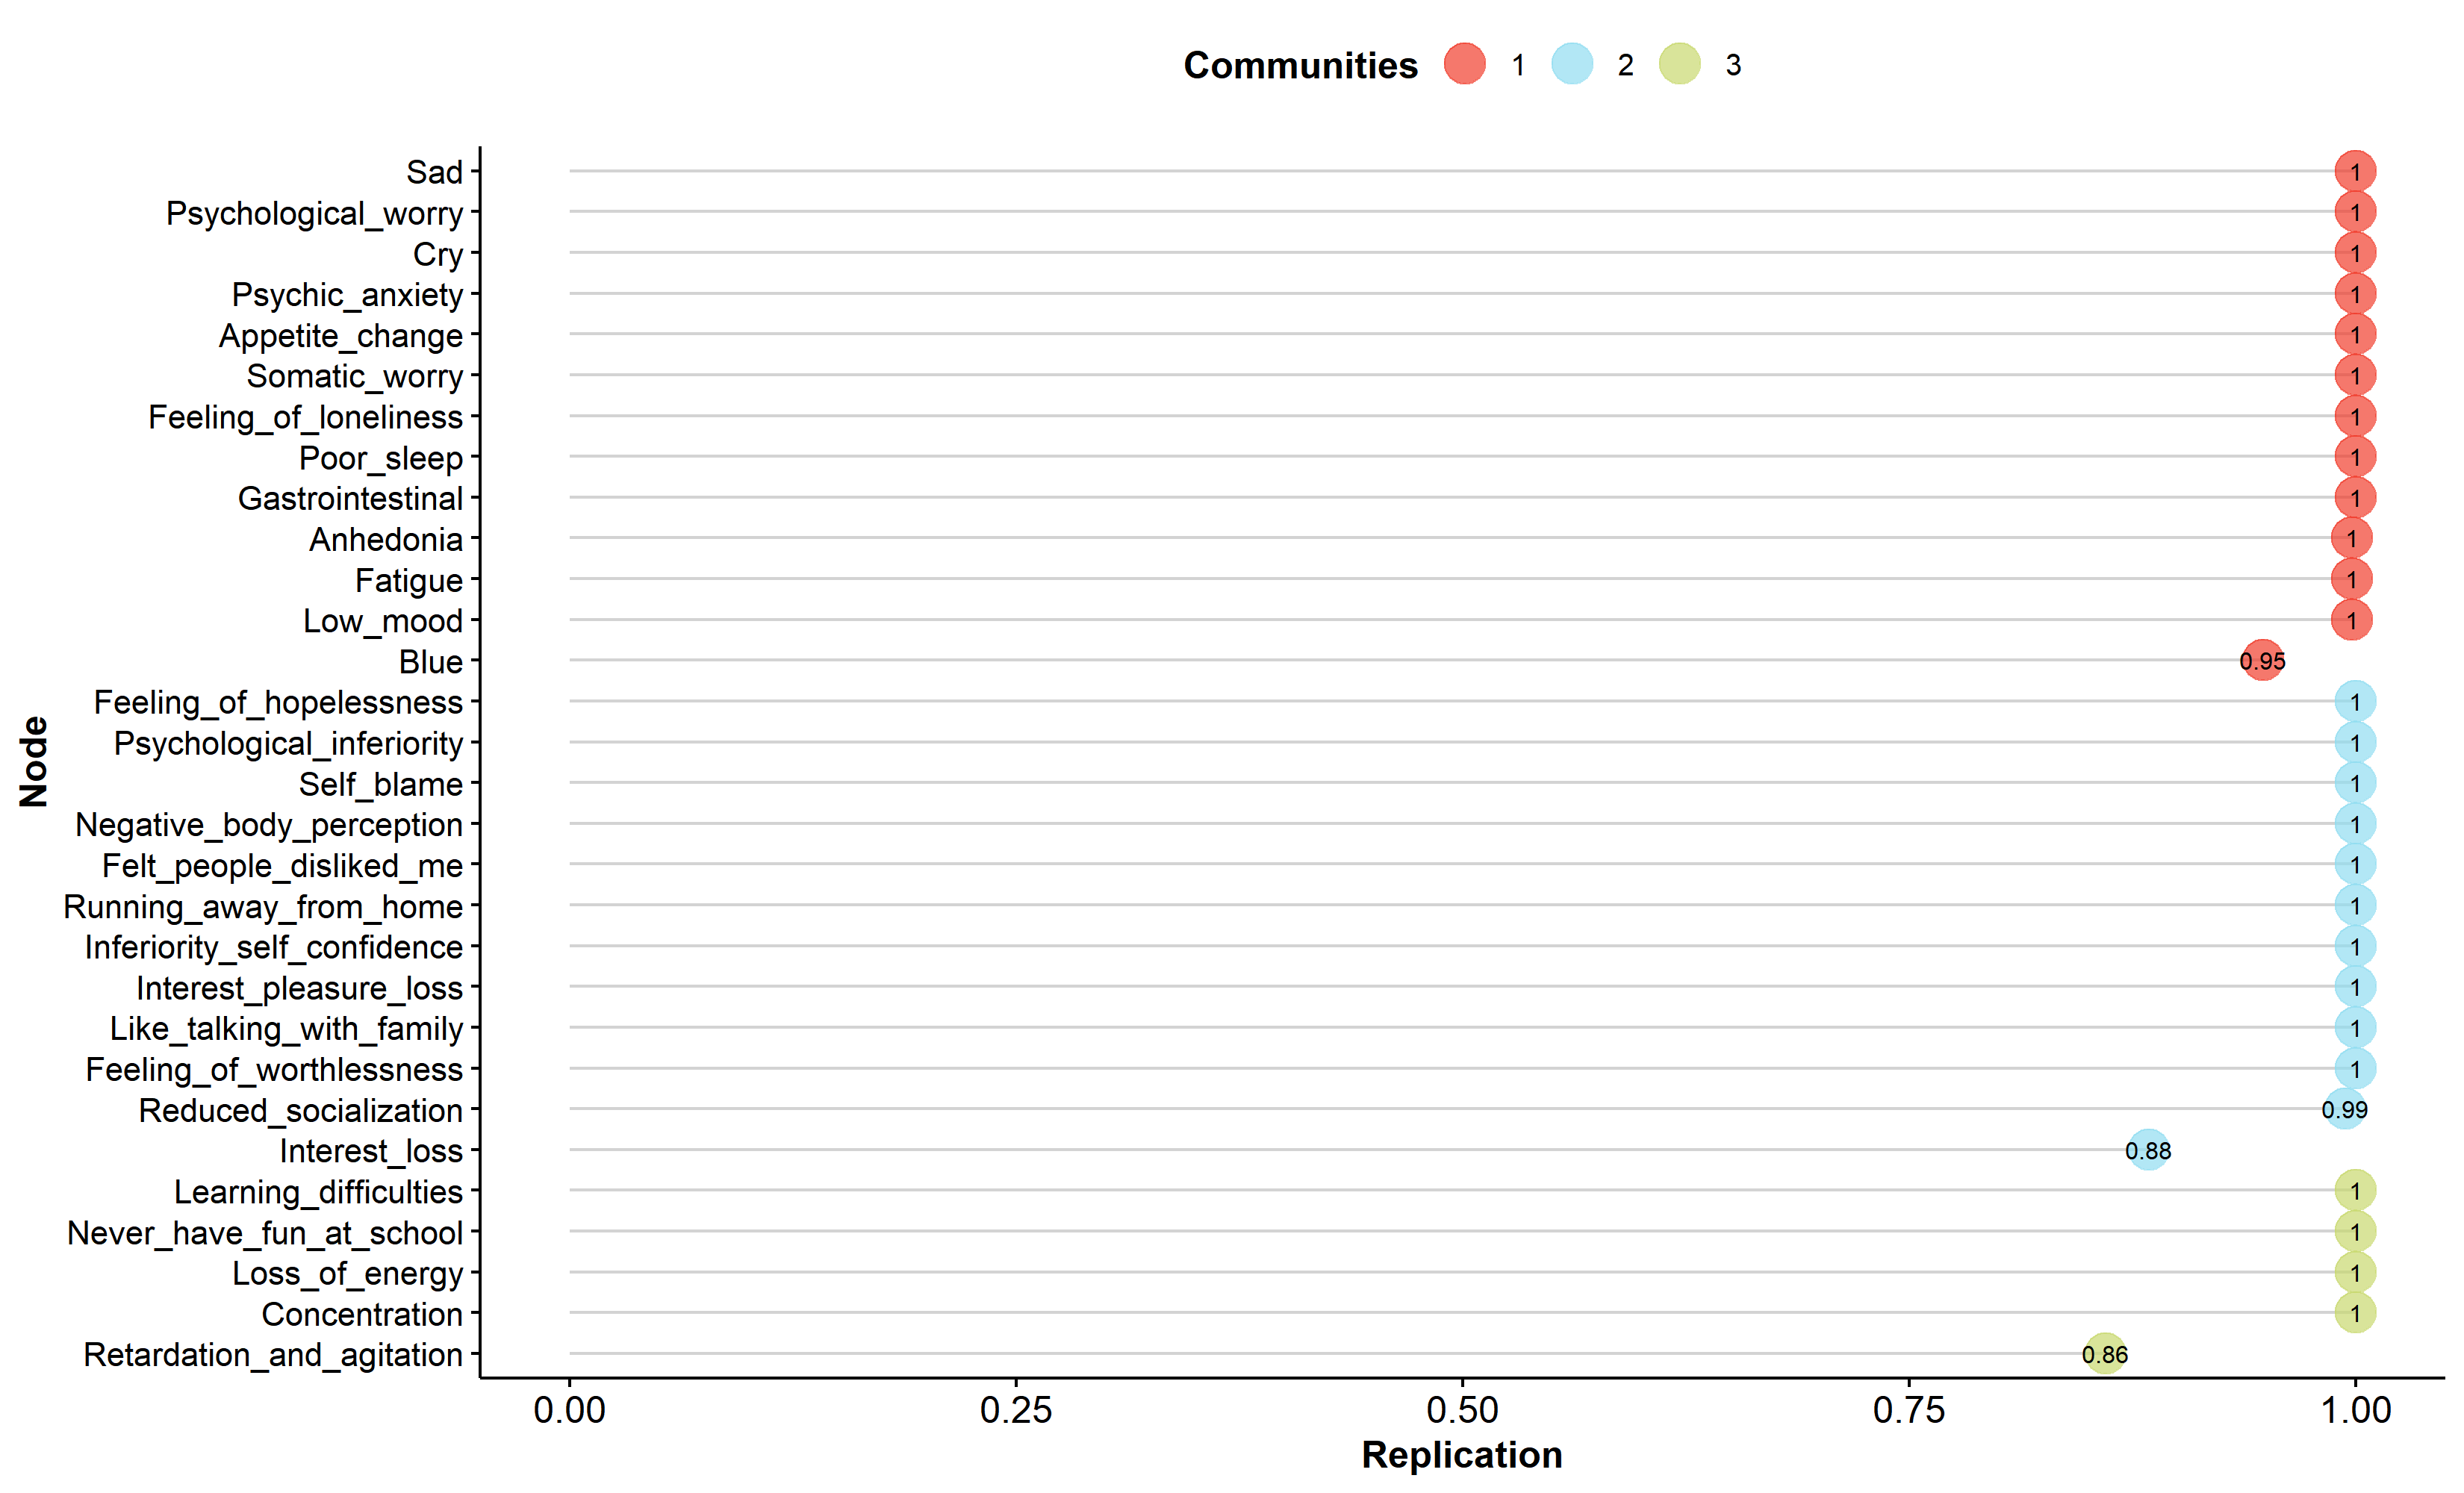 Communities 1 2 3
Sad 1
Psychological_worry 1
Cry 1
Psychic_anxiety 1
Appetite_change 1
Somatic_worry 1
Feeling_of_loneliness 1
Poor_sleep 1
Gastrointestinal 1
Anhedonia 1
Fatigue 1
Low_mood 1
Blue 0.95
Feeling_of_hopelessness 1
Psychological_inferiority 1
Self_blame 1
Negative_body_perception 1
Felt_people_disliked_me 1
Running_away_from_home 1
Inferiority_self_confidence 1
Interest_pleasure_loss 1
Like_talking_with_family 1
Feeling_of_worthlessness 1
Reduced_socialization 0.99
Interest_loss 0.88
Learning_difficulties 1
Never_have_fun_at_school 1
Loss_of_energy 1
Concentration 1
Retardation_and_agitation 0.86
Node
0.00 0.25 0.50 0.75 1.00
Replication